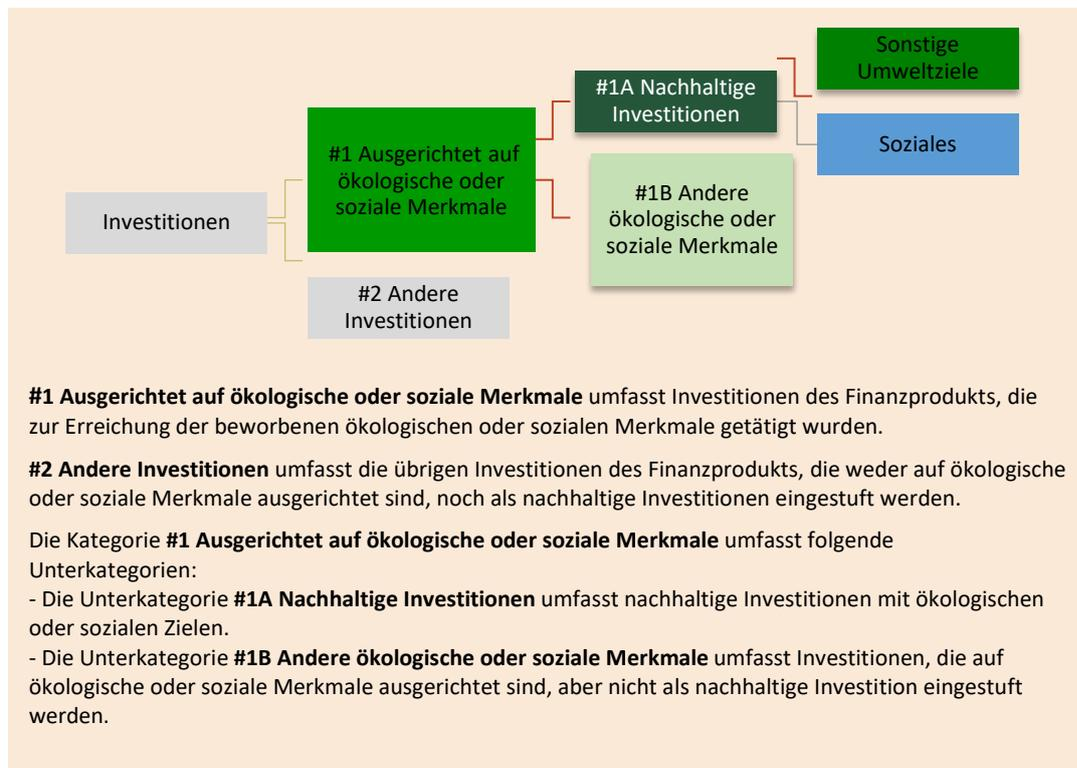 Sonstige
Umweltziele
#1A Nachhaltige
Investitionen
Soziales
#1 Ausgerichtet auf
ökologische oder
soziale Merkmale
#1B Andere
ökologische oder
soziale Merkmale
Investitionen
#2 Andere
Investitionen
#1 Ausgerichtet auf ökologische oder soziale Merkmale umfasst Investitionen des Finanzprodukts, die
zur Erreichung der beworbenen ökologischen oder sozialen Merkmale getätigt wurden.
#2 Andere Investitionen umfasst die übrigen Investitionen des Finanzprodukts, die weder auf ökologische
oder soziale Merkmale ausgerichtet sind, noch als nachhaltige Investitionen eingestuft werden.
Die Kategorie #1 Ausgerichtet auf ökologische oder soziale Merkmale umfasst folgende
Unterkategorien:
- Die Unterkategorie #1A Nachhaltige Investitionen umfasst nachhaltige Investitionen mit ökologischen
oder sozialen Zielen.
- Die Unterkategorie #1B Andere ökologische oder soziale Merkmale umfasst Investitionen, die auf
ökologische oder soziale Merkmale ausgerichtet sind, aber nicht als nachhaltige Investition eingestuft
werden.